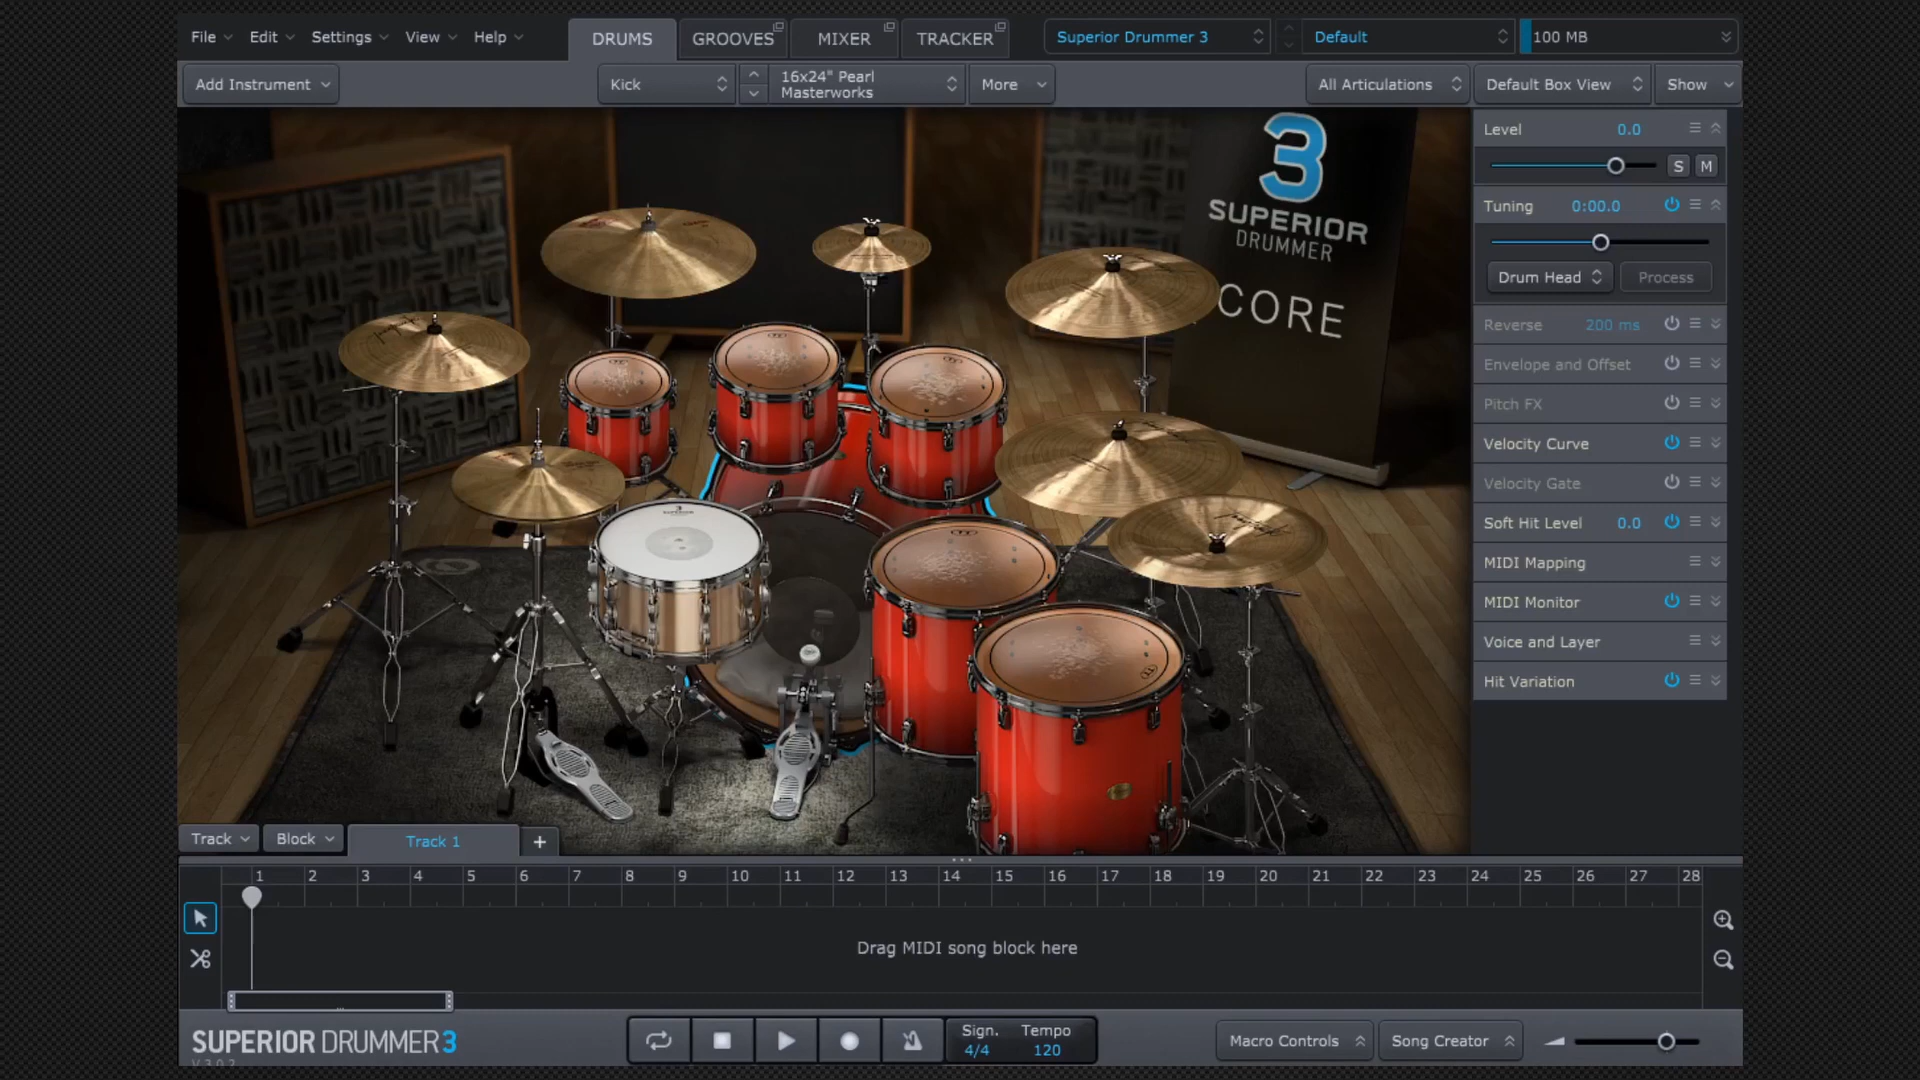 File Edit Settings View Help
DRUMS GROOVES MIXER TRACKER
Superior Drummer 3 Default 100 MB
Add Instrument
Kick 16x24" Pearl
Masterworks
More
All Articulations Default Box View Show
3
SUPERIOR
DRUMMER
CORE
Level 0.0
S M
Tuning 0:00.0
Drum Head Process
Reverse 200 ms
Envelope and Offset
Pitch FX
Velocity Curve
Velocity Gate
Soft Hit Level 0.0
MIDI Mapping
MIDI Monitor
Voice and Layer
Hit Variation
Track Block Track 1 +
1 2 3 4 5 6 7 8 9 10 11 12 13 14 15 16 17 18 19 20 21 22 23 24 25 26 27 28
Drag MIDI song block here
SUPERIOR DRUMMER 3
Sign. Tempo
4/4 120
Macro Controls Song Creator